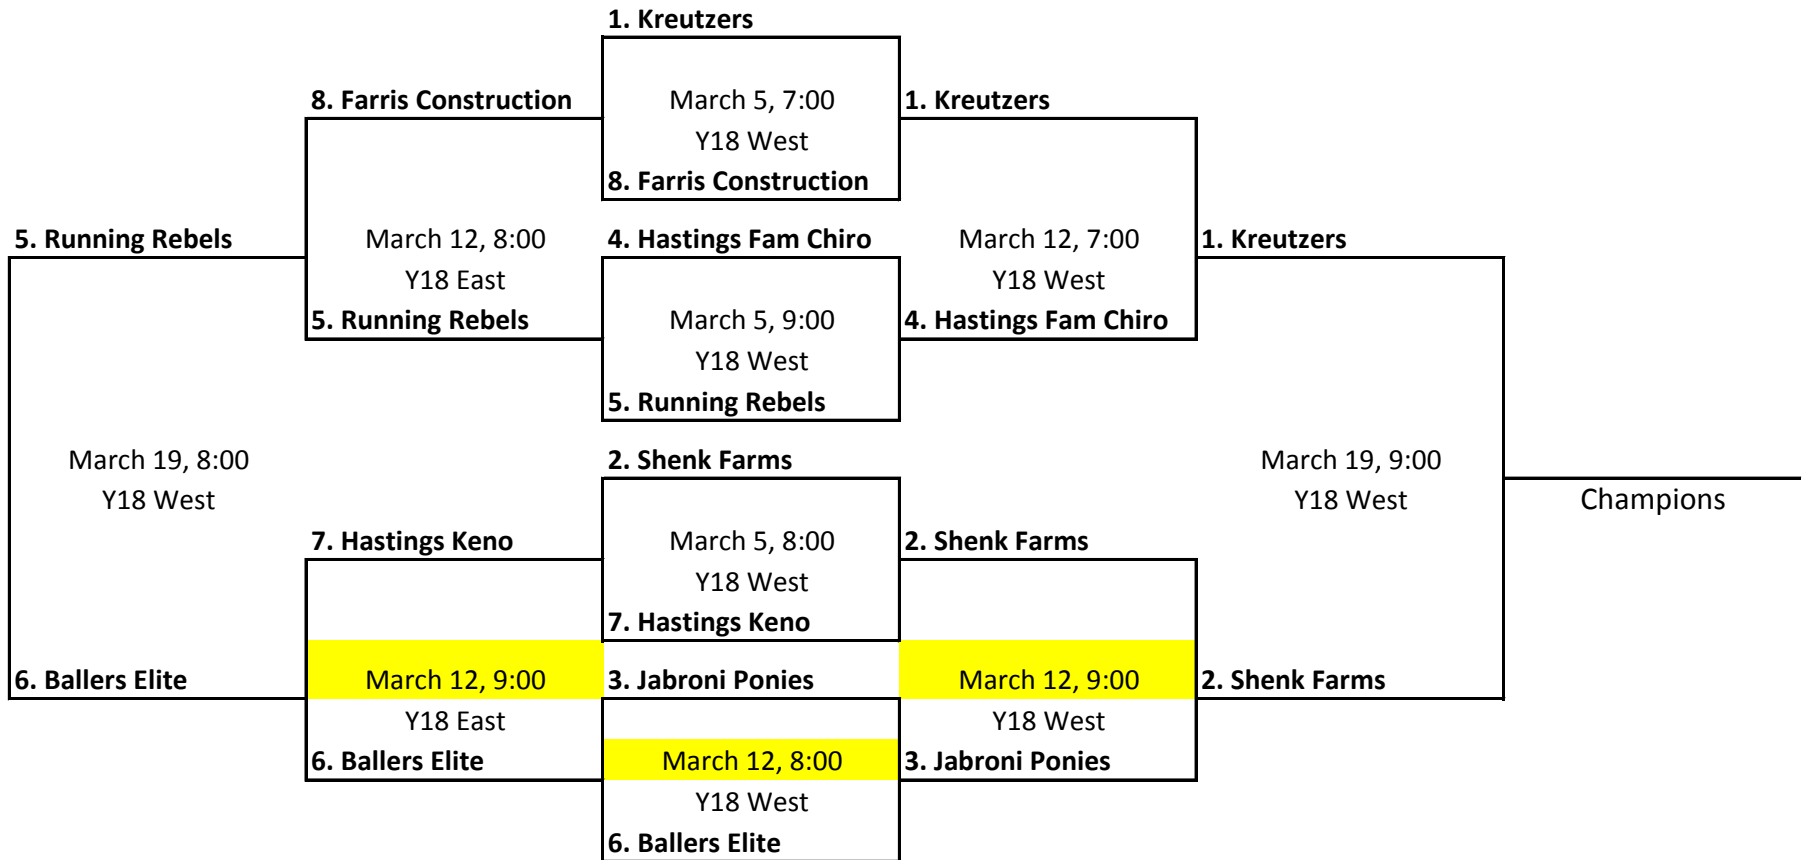 1. Kreutzers
8. Farris Construction
March 5, 7:00
1. Kreutzers
Y18 West
8. Farris Construction
5. Running Rebels
March 12, 8:00
4. Hastings Fam Chiro
March 12, 7:00
1. Kreutzers
Y18 East
Y18 West
5. Running Rebels
March 5, 9:00
4. Hastings Fam Chiro
Y18 West
5. Running Rebels
March 19, 8:00
2. Shenk Farms
March 19, 9:00
Y18 West
Y18 West
Champions
7. Hastings Keno
March 5, 8:00
2. Shenk Farms
Y18 West
7. Hastings Keno
6. Ballers Elite
March 12, 9:00
3. Jabroni Ponies
March 12, 9:00
2. Shenk Farms
Y18 East
Y18 West
6. Ballers Elite
March 12, 8:00
3. Jabroni Ponies
Y18 West
6. Ballers Elite